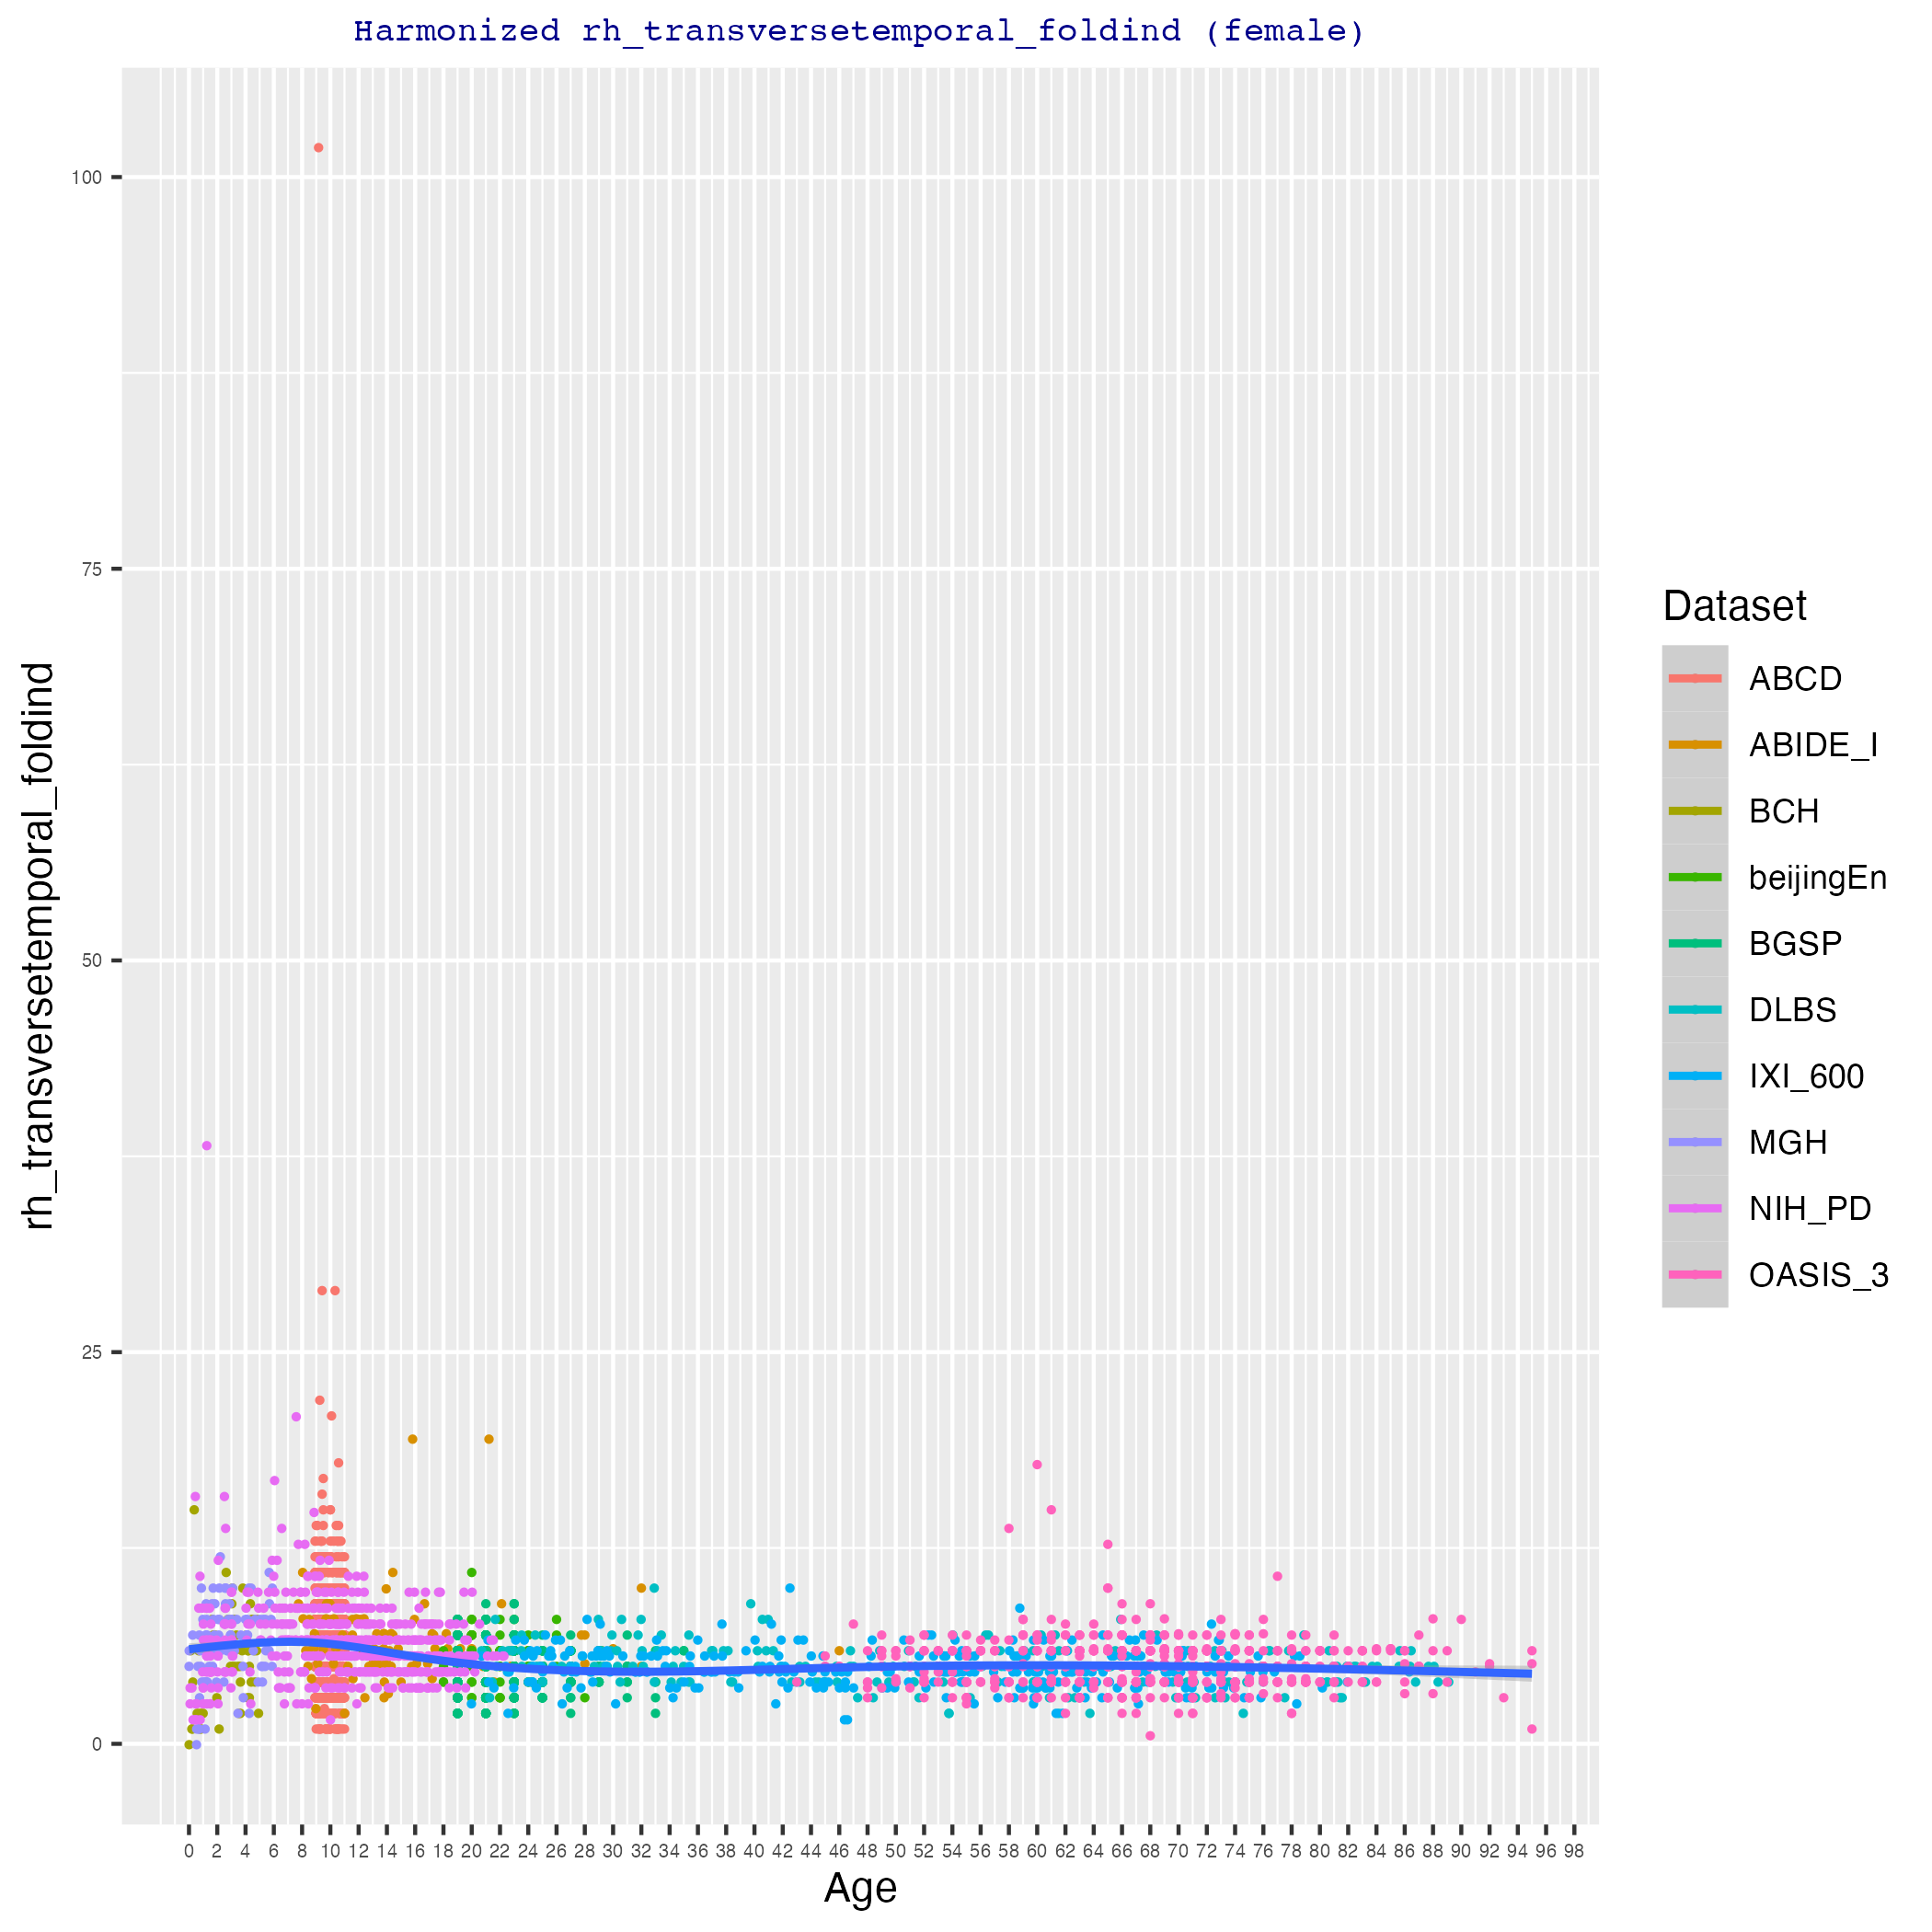 Harmonized rh_transversetemporal_foldind (female)
rh_transversetemporal_foldind
100
75
50
25
0
0 2 4 6 8 10 12 14 16 18 20 22 24 26 28 30 32 34 36 38 40 42 44 46 48 50 52 54 56 58 60 62 64 66 68 70 72 74 76 78 80 82 84 86 88 90 92 94 96 98
Age
Dataset
ABCD
ABIDE_I
BCH
beijingEn
BGSP
DLBS
IXI_600
MGH
NIH_PD
OASIS_3